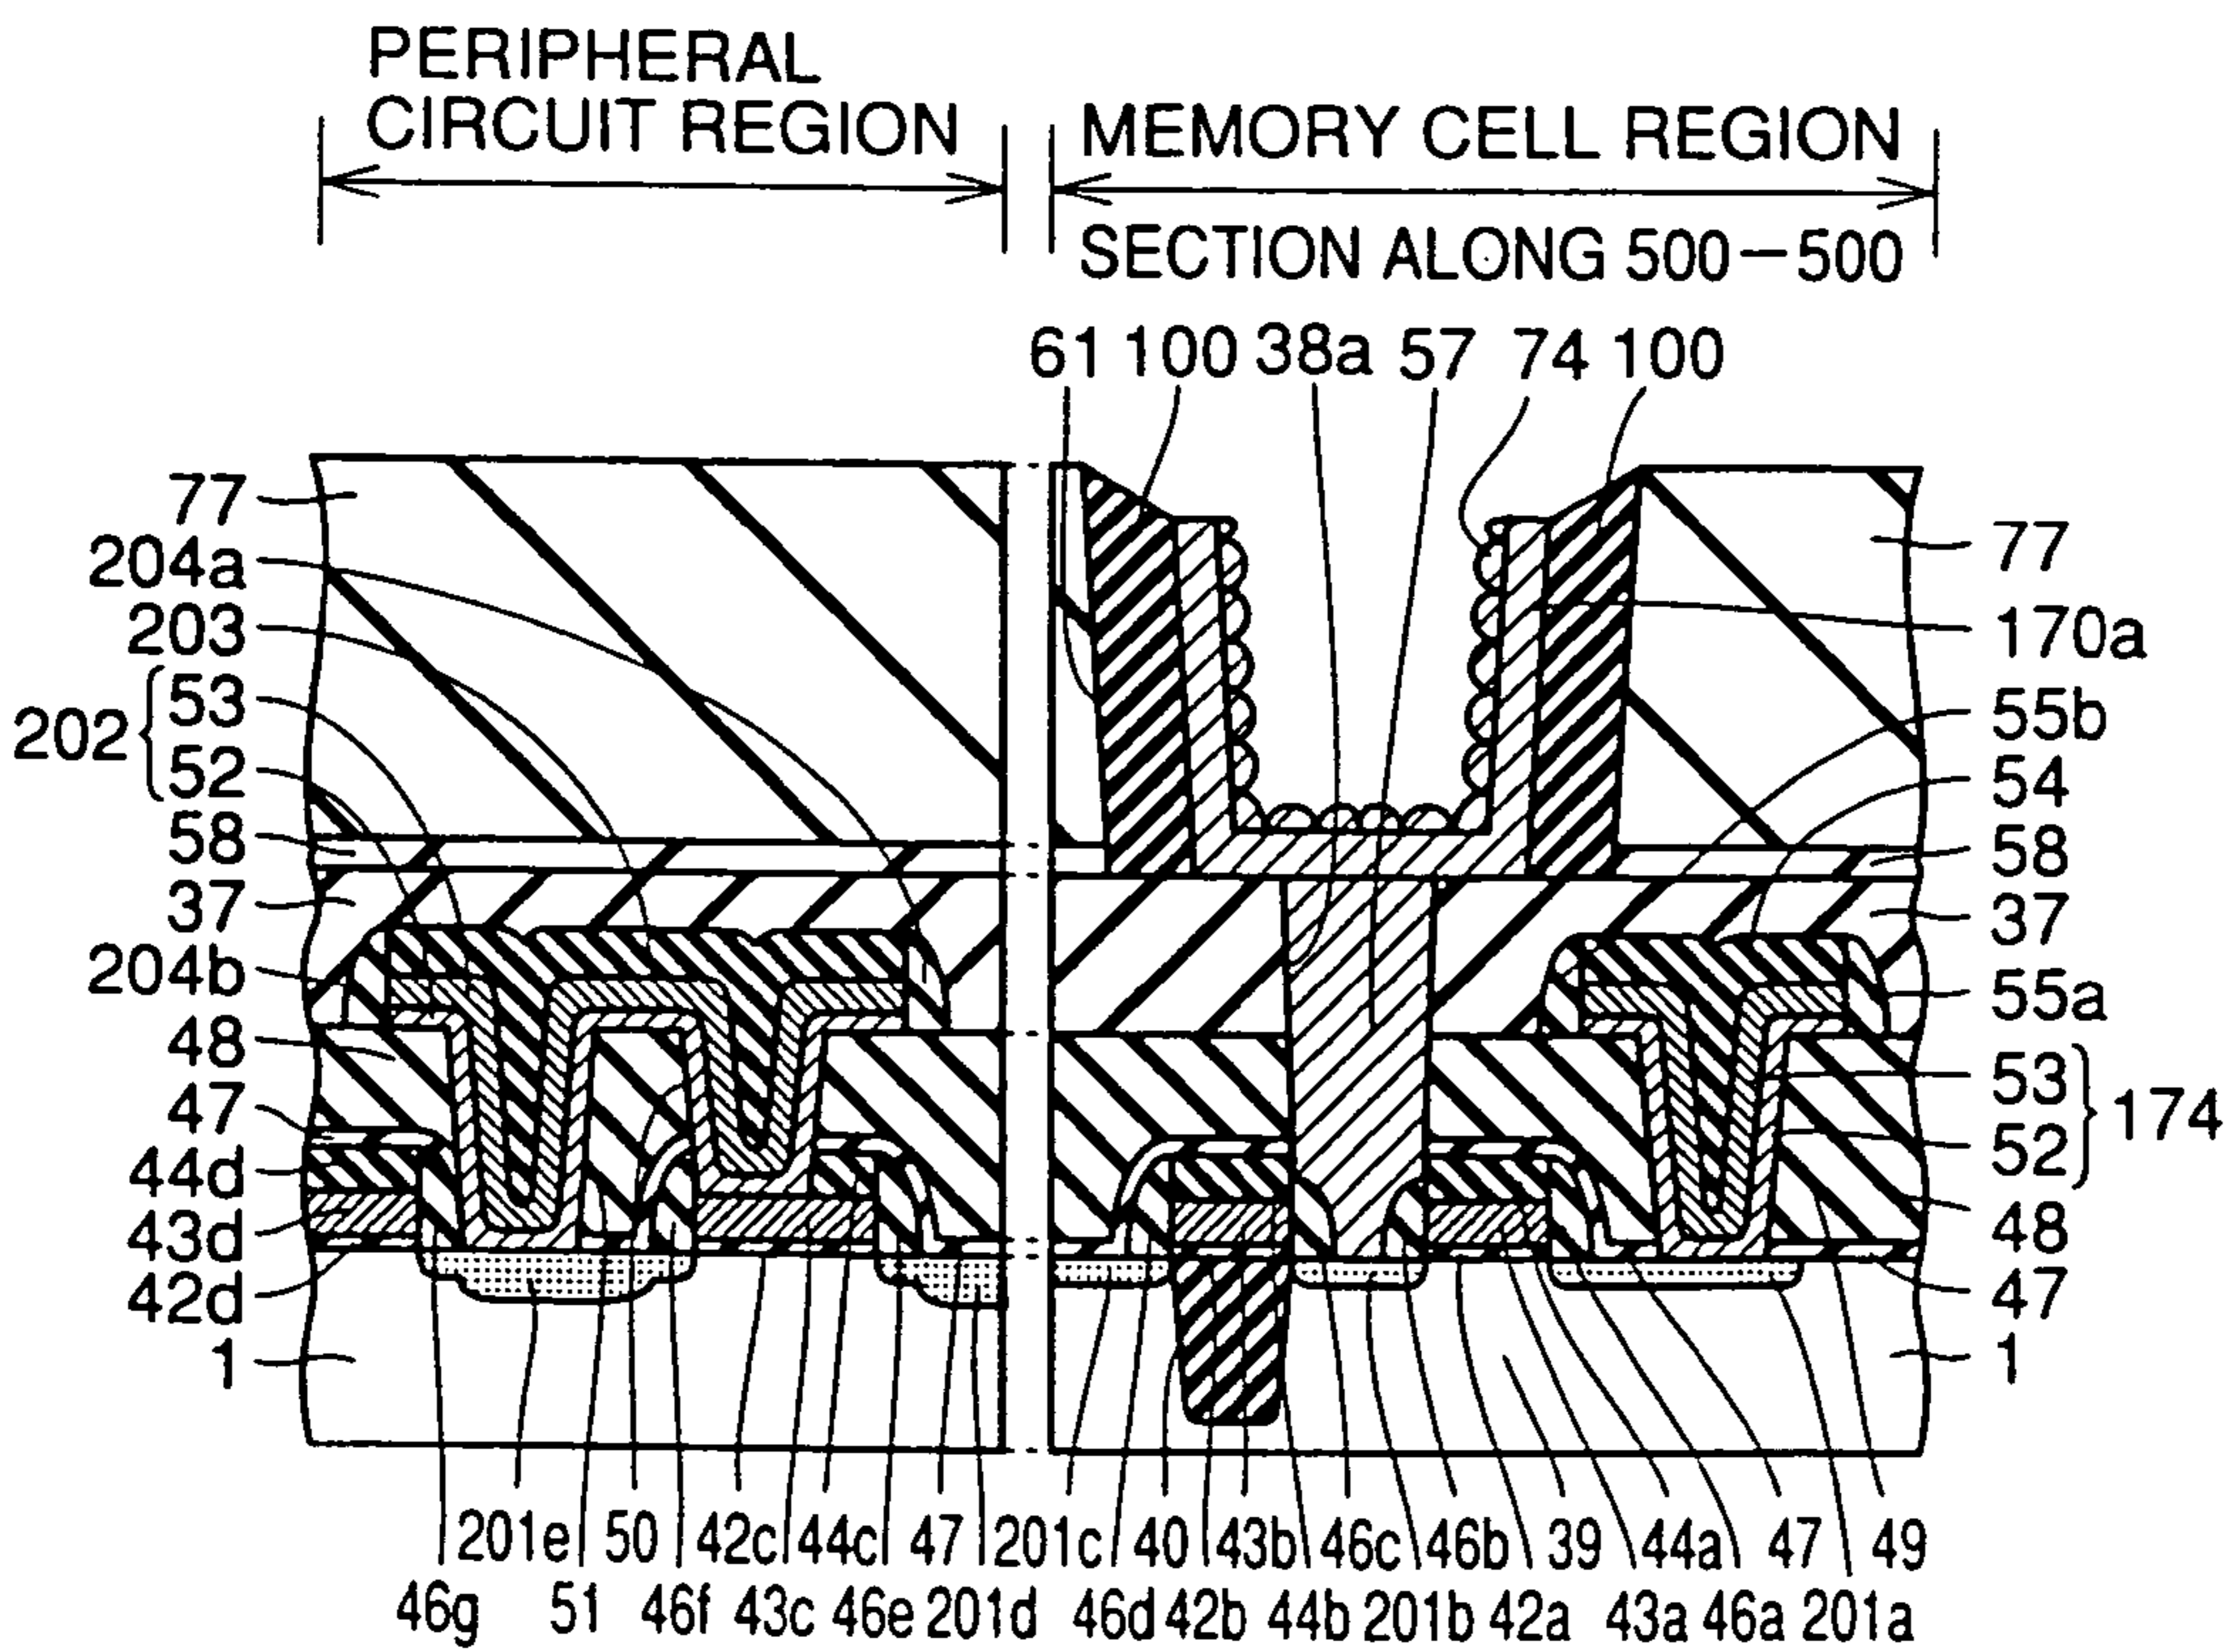 PERIPHERAL
CIRCUIT REGION
MEMORY CELL REGION
SECTION ALONG 500-500
61 100 38a 57 74 100
77
204a
203
202 { 53
52
58
37
204b
48
47
44d
43d
42d
1
77
170a
55b
54
58
37
55a
53 } 174
52
48
47
1
201e 50 42c 44c 47 201c 40 43b 46c 46b 39 44a 47 49
46g 51 46f 43c 46e 201d 46d 42b 44b 201b 42a 43a 46a 201a